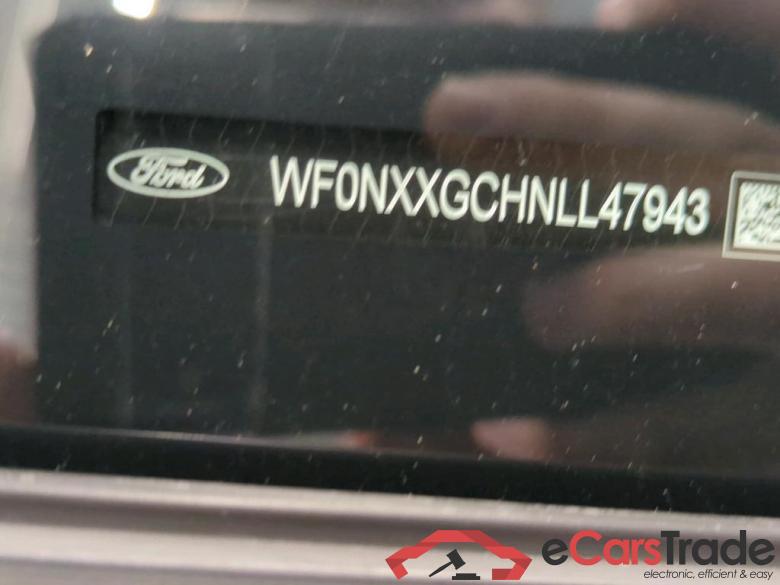 Ford WF0NXXGCHNLL47943
eCarsTrade
electronic, efficient & easy